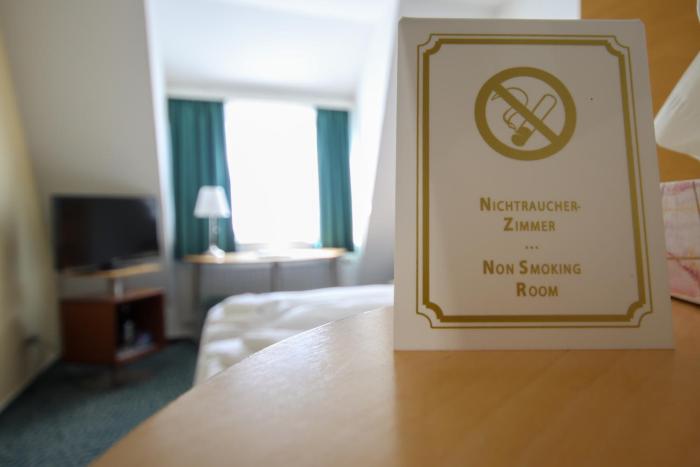 Nichtraucher-
Zimmer
...
Non Smoking
Room